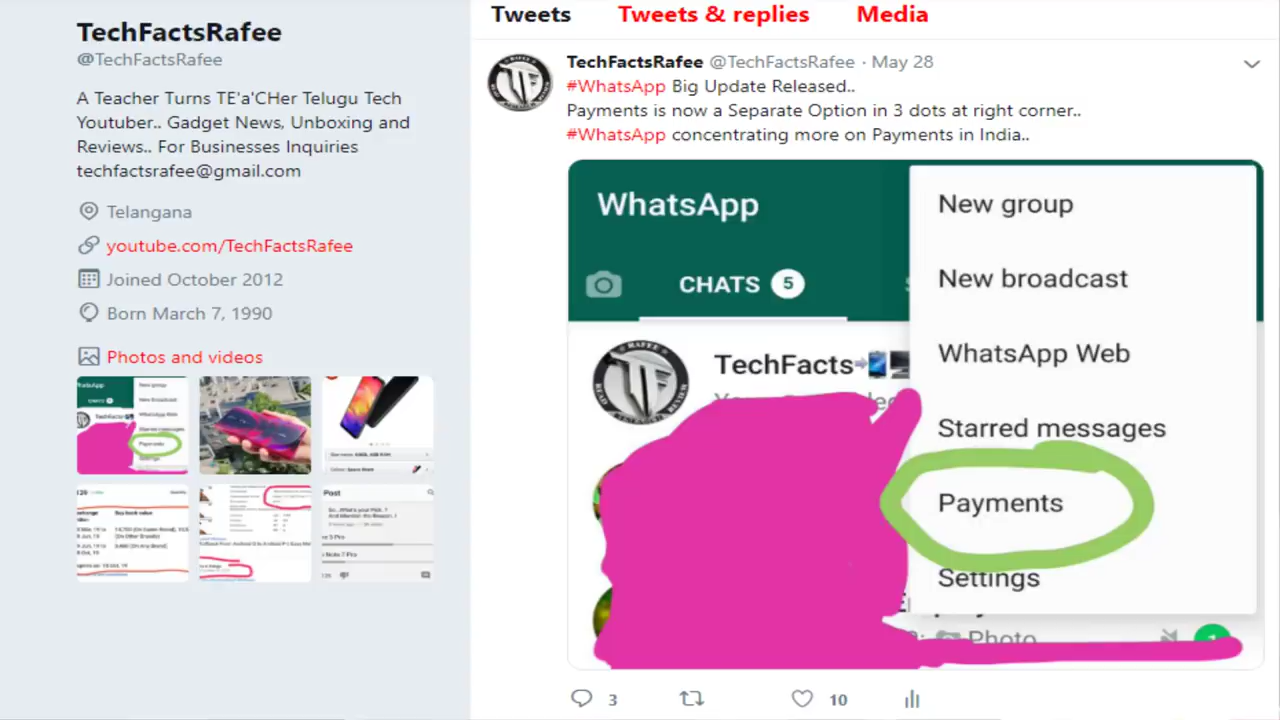 TechFactsRafee
@TechFactsRafee
A Teacher Turns TE'a'CHer Telugu Tech
Youtuber.. Gadget News, Unboxing and
Reviews.. For Businesses Inquiries
techfactsrafee@gmail.com
Telangana
youtube.com/TechFactsRafee
Joined October 2012
Born March 7, 1990
Photos and videos
Tweets Tweets & replies Media
TechFactsRafee @TechFactsRafee · May 28
#WhatsApp Big Update Released..
Payments is now a Separate Option in 3 dots at right corner..
#WhatsApp concentrating more on Payments in India..
WhatsApp
CHATS 5
TechFacts
New group
New broadcast
WhatsApp Web
Starred messages
Payments
Settings
Photo
3 10